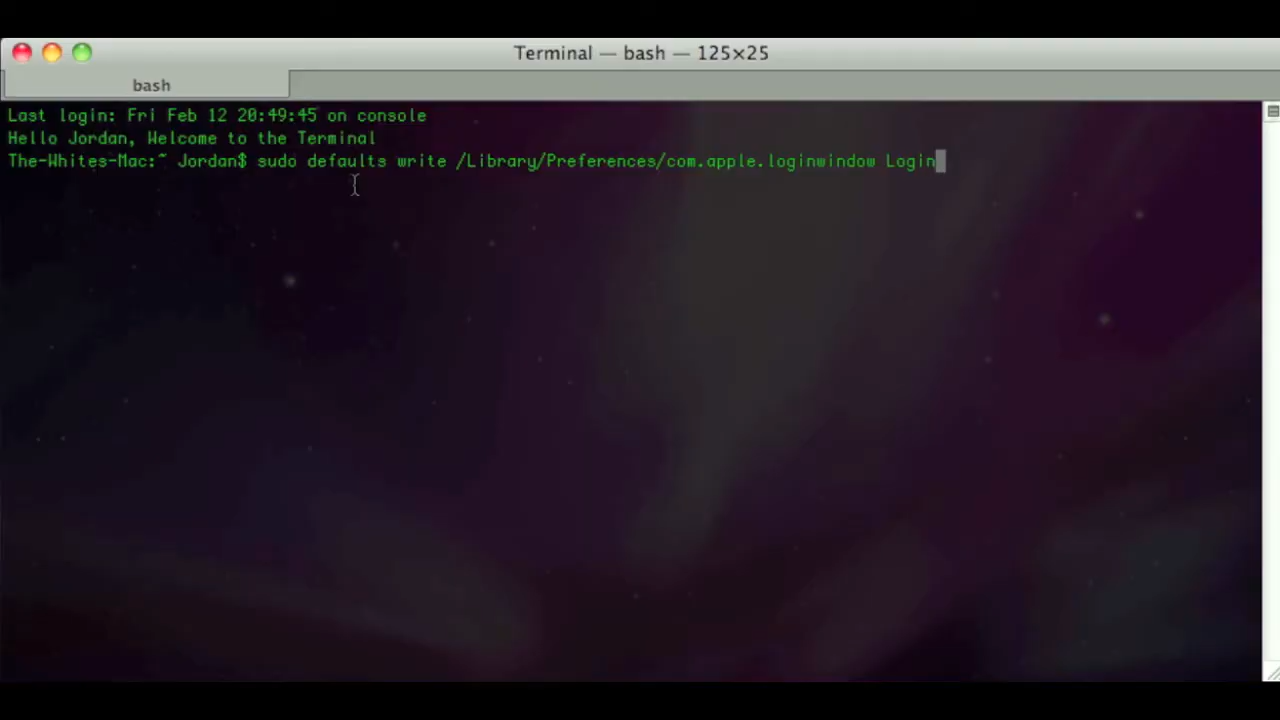 Terminal — bash — 125×25
bash
Last login: Fri Feb 12 20:49:45 on console
Hello Jordan, Welcome to the Terminal
The-Whites-Mac:~ Jordan$ sudo defaults write /Library/Preferences/com.apple.loginwindow Login